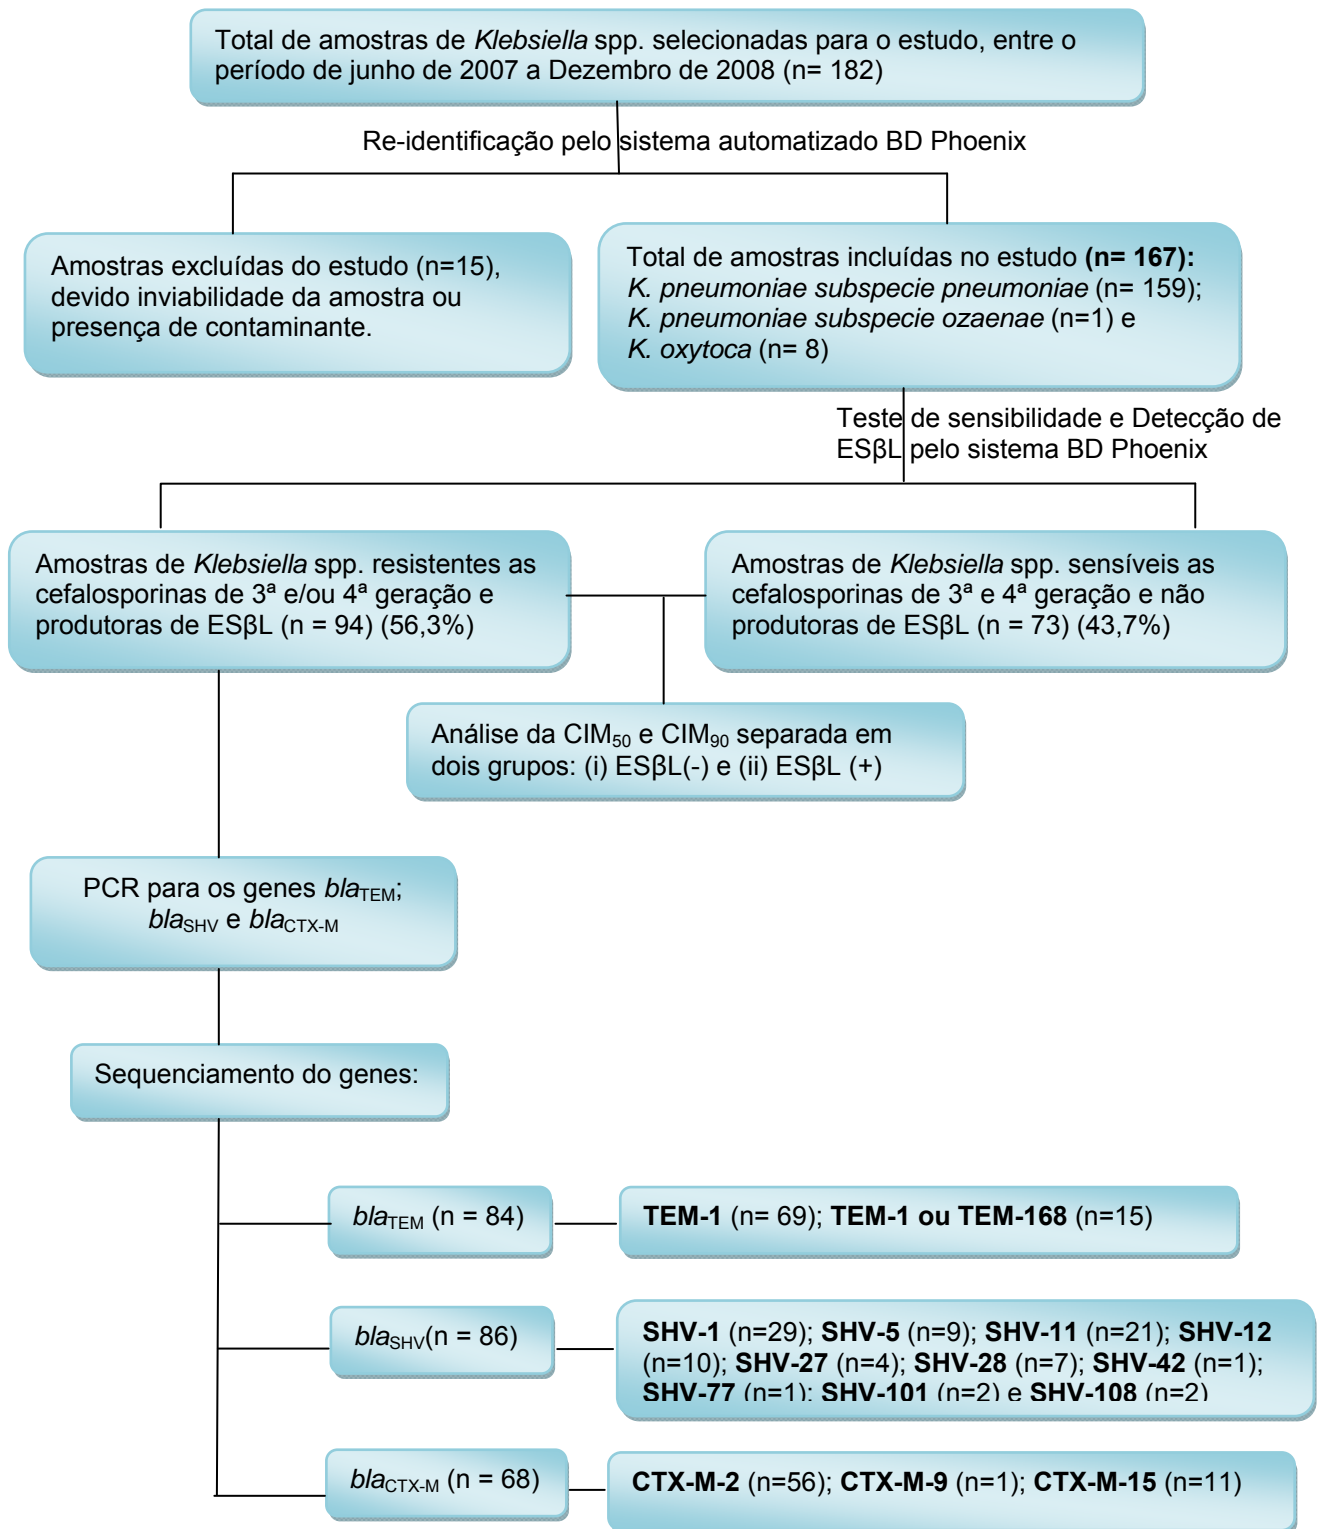 Total de amostras de Klebsiella spp. selecionadas para o estudo, entre o
período de junho de 2007 a Dezembro de 2008 (n= 182)
Re-identificação pelo sistema automatizado BD Phoenix
Amostras excluídas do estudo (n=15),
devido inviabilidade da amostra ou
presença de contaminante.
Total de amostras incluídas no estudo (n= 167):
K. pneumoniae subspecie pneumoniae (n= 159);
K. pneumoniae subspecie ozaenae (n=1) e
K. oxytoca (n= 8)
Teste de sensibilidade e Detecção de
ESβL pelo sistema BD Phoenix
Amostras de Klebsiella spp. resistentes as
cefalosporinas de 3ª e/ou 4ª geração e
produtoras de ESβL (n = 94) (56,3%)
Amostras de Klebsiella spp. sensíveis as
cefalosporinas de 3ª e 4ª geração e não
produtoras de ESβL (n = 73) (43,7%)
Análise da CIM50 e CIM90 separada em
dois grupos: (i) ESβL(-) e (ii) ESβL (+)
PCR para os genes blaTEM;
blaSHV e blaCTX-M
Sequenciamento do genes:
blaTEM (n = 84)
TEM-1 (n= 69); TEM-1 ou TEM-168 (n=15)
blaSHV(n = 86)
SHV-1 (n=29); SHV-5 (n=9); SHV-11 (n=21); SHV-12
(n=10); SHV-27 (n=4); SHV-28 (n=7); SHV-42 (n=1);
SHV-77 (n=1); SHV-101 (n=2) e SHV-108 (n=2)
blaCTX-M (n = 68)
CTX-M-2 (n=56); CTX-M-9 (n=1); CTX-M-15 (n=11)